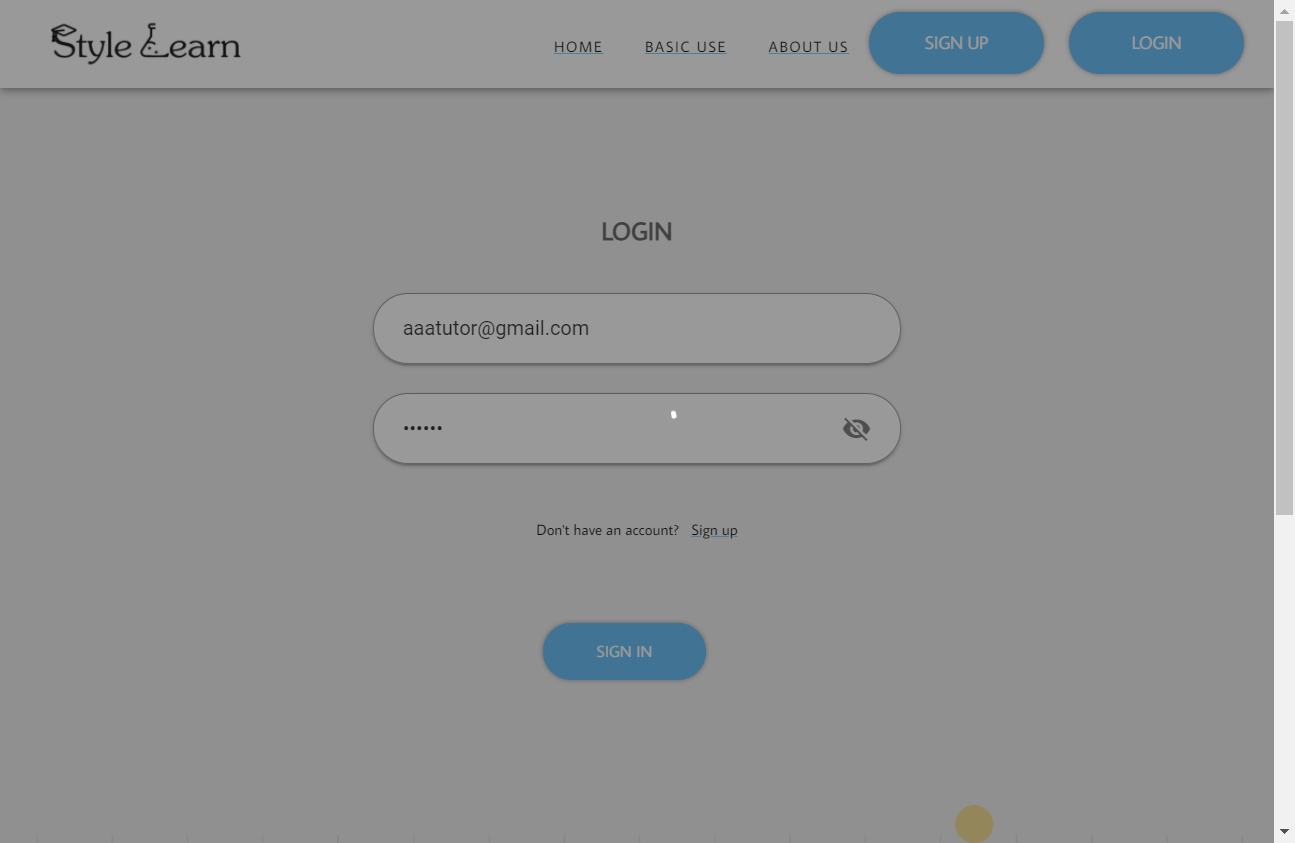 Style Learn
HOME
BASIC USE
ABOUT US
SIGN UP
LOGIN
LOGIN
aaatutor@gmail.com
••••••
Don't have an account? Sign up
SIGN IN